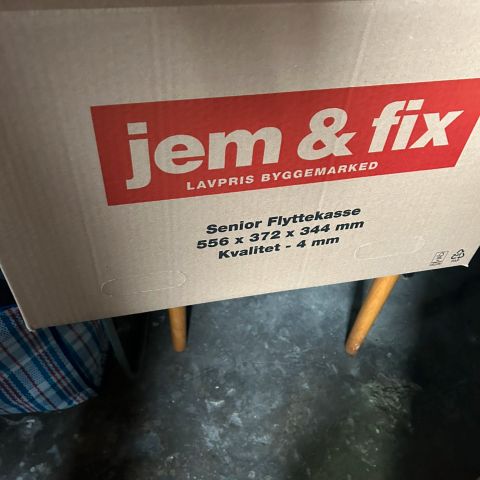 jem & fix
LAVPRIS BYGGEMARKED
Senior Flyttekasse
556 x 372 x 344 mm
Kvalitet - 4 mm